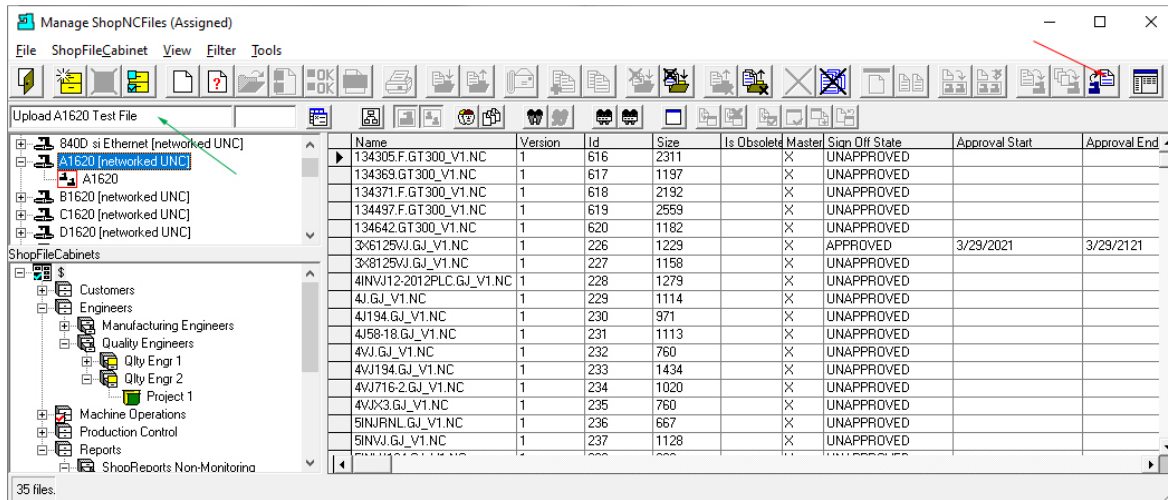 Manage ShopNCFiles (Assigned)
File ShopFileCabinet View Filter Tools
OK
Upload A1620 Test File
840D si Ethernet [networked UNC]
A1620 [networked UNC]
A1620
B1620 [networked UNC]
C1620 [networked UNC]
D1620 [networked UNC]
ShopFileCabinets
$
Customers
Engineers
Manufacturing Engineers
Quality Engineers
Qlty Engr 1
Qlty Engr 2
Project 1
Machine Operations
Production Control
Reports
ShopReports Non-Monitoring
Name Version Id Size Is Obsolete Master Sign Off State Approval Start Approval End
134305.F.GT300_V1.NC 1 616 2311 X UNAPPROVED
134369.GT300_V1.NC 1 617 1197 X UNAPPROVED
134371.F.GT300_V1.NC 1 618 2192 X UNAPPROVED
134497.F.GT300_V1.NC 1 619 2559 X UNAPPROVED
134642.GT300_V1.NC 1 620 1182 X UNAPPROVED
3X6125VJ.GJ_V1.NC 1 226 1229 X APPROVED 3/29/2021 3/29/2121
3X8125VJ.GJ_V1.NC 1 227 1158 X UNAPPROVED
4INVJ12-2012PLC.GJ_V1.NC 1 228 1279 X UNAPPROVED
4J.GJ_V1.NC 1 229 1114 X UNAPPROVED
4J194.GJ_V1.NC 1 230 971 X UNAPPROVED
4J58-18.GJ_V1.NC 1 231 1113 X UNAPPROVED
4VJ.GJ_V1.NC 1 232 760 X UNAPPROVED
4VJ194.GJ_V1.NC 1 233 1434 X UNAPPROVED
4VJ716-2.GJ_V1.NC 1 234 1020 X UNAPPROVED
4VJX3.GJ_V1.NC 1 235 760 X UNAPPROVED
5INJRNL.GJ_V1.NC 1 236 667 X UNAPPROVED
5INVJ.GJ_V1.NC 1 237 1128 X UNAPPROVED
35 files.